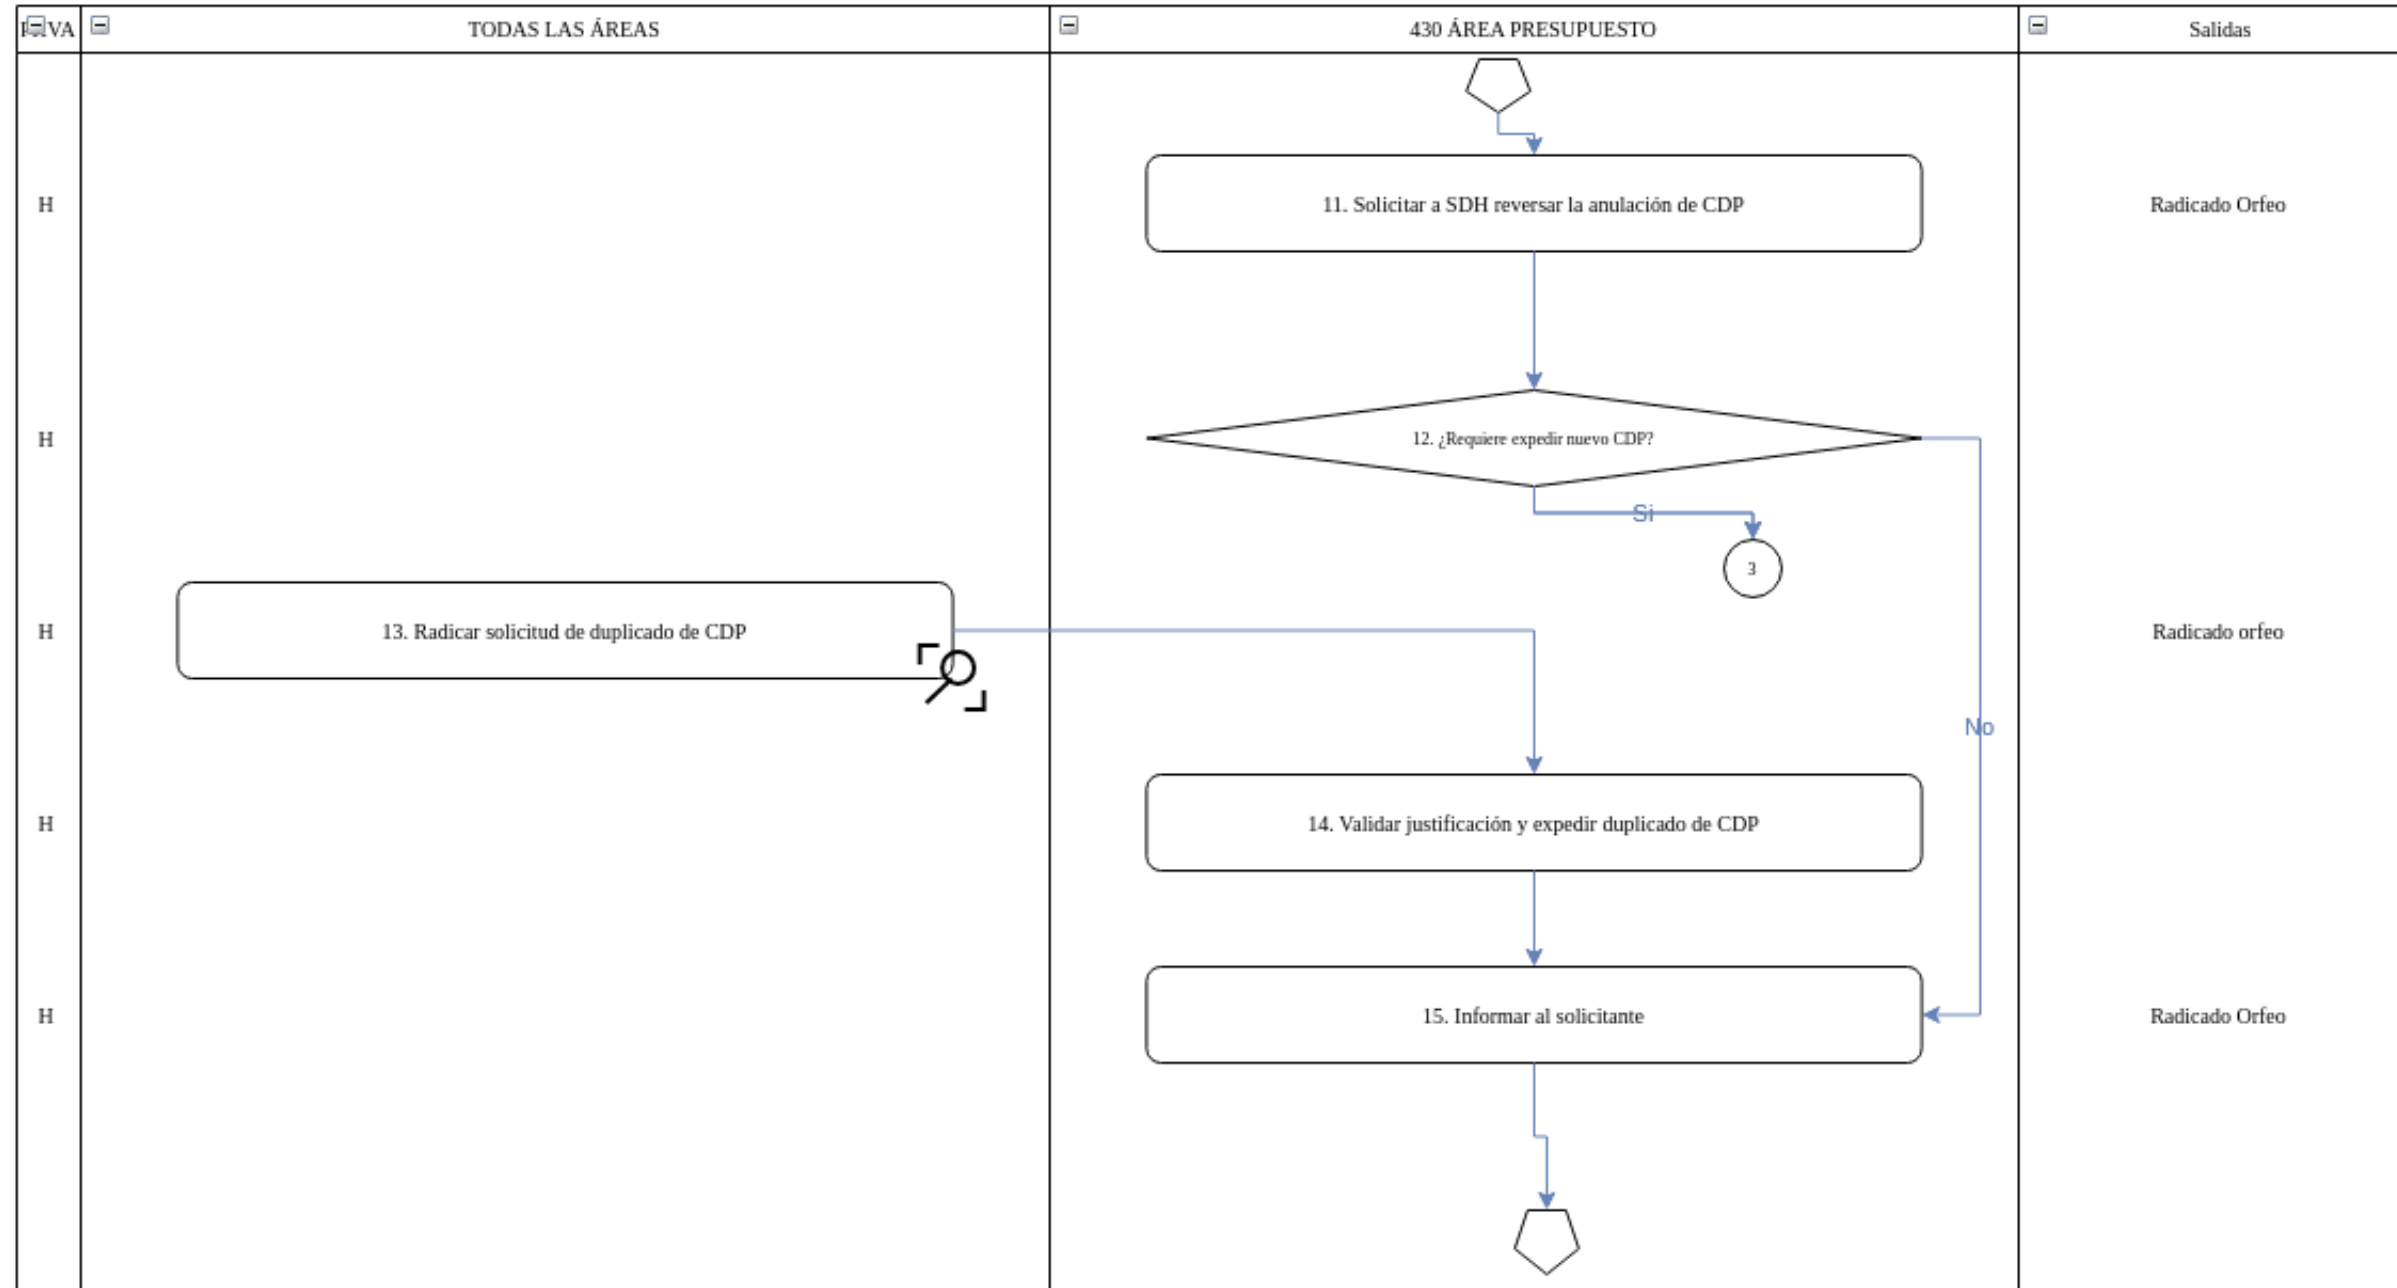 TODAS LAS ÁREAS
430 ÁREA PRESUPUESTO
Salidas
H
11. Solicitar a SDH reversar la anulación de CDP
Radicado Orfeo
H
12. ¿Requiere expedir nuevo CDP?
Si
3
H
13. Radicar solicitud de duplicado de CDP
Radicado orfeo
No
H
14. Validar justificación y expedir duplicado de CDP
H
15. Informar al solicitante
Radicado Orfeo